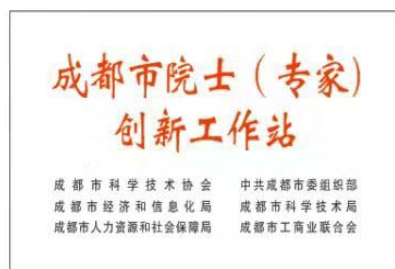 成都市院士（专家）
创新工作站
成都市科学技术协会 中共成都市委组织部
成都市经济和信息化局 成都市科学技术局
成都市人力资源和社会保障局 成都市工商业联合会